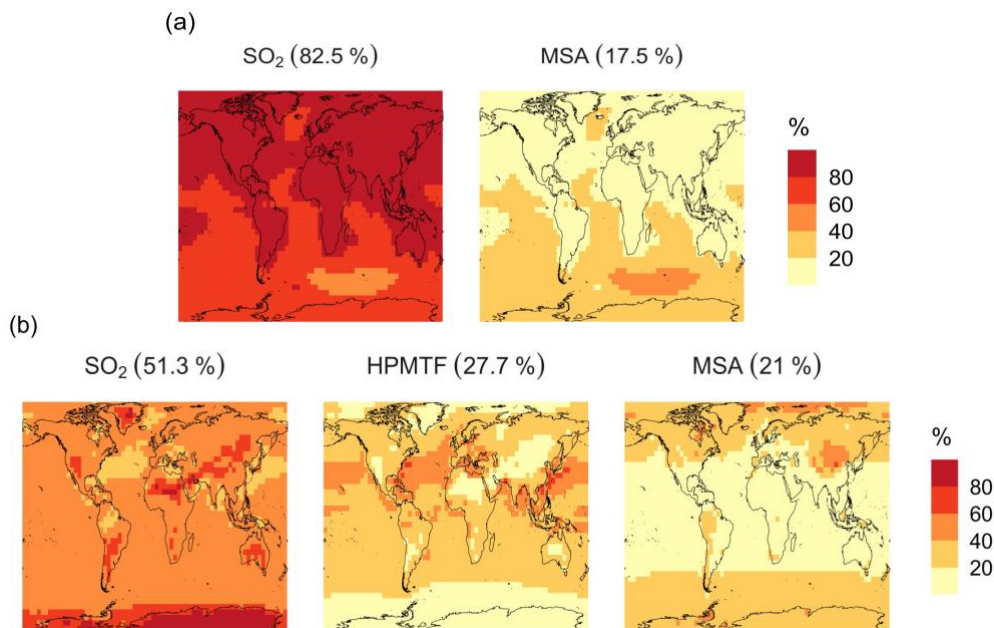 (a)
SO₂ (82.5 %)
MSA (17.5 %)
%
80
60
40
20
(b)
SO₂ (51.3 %)
HPMTF (27.7 %)
MSA (21 %)
%
80
60
40
20